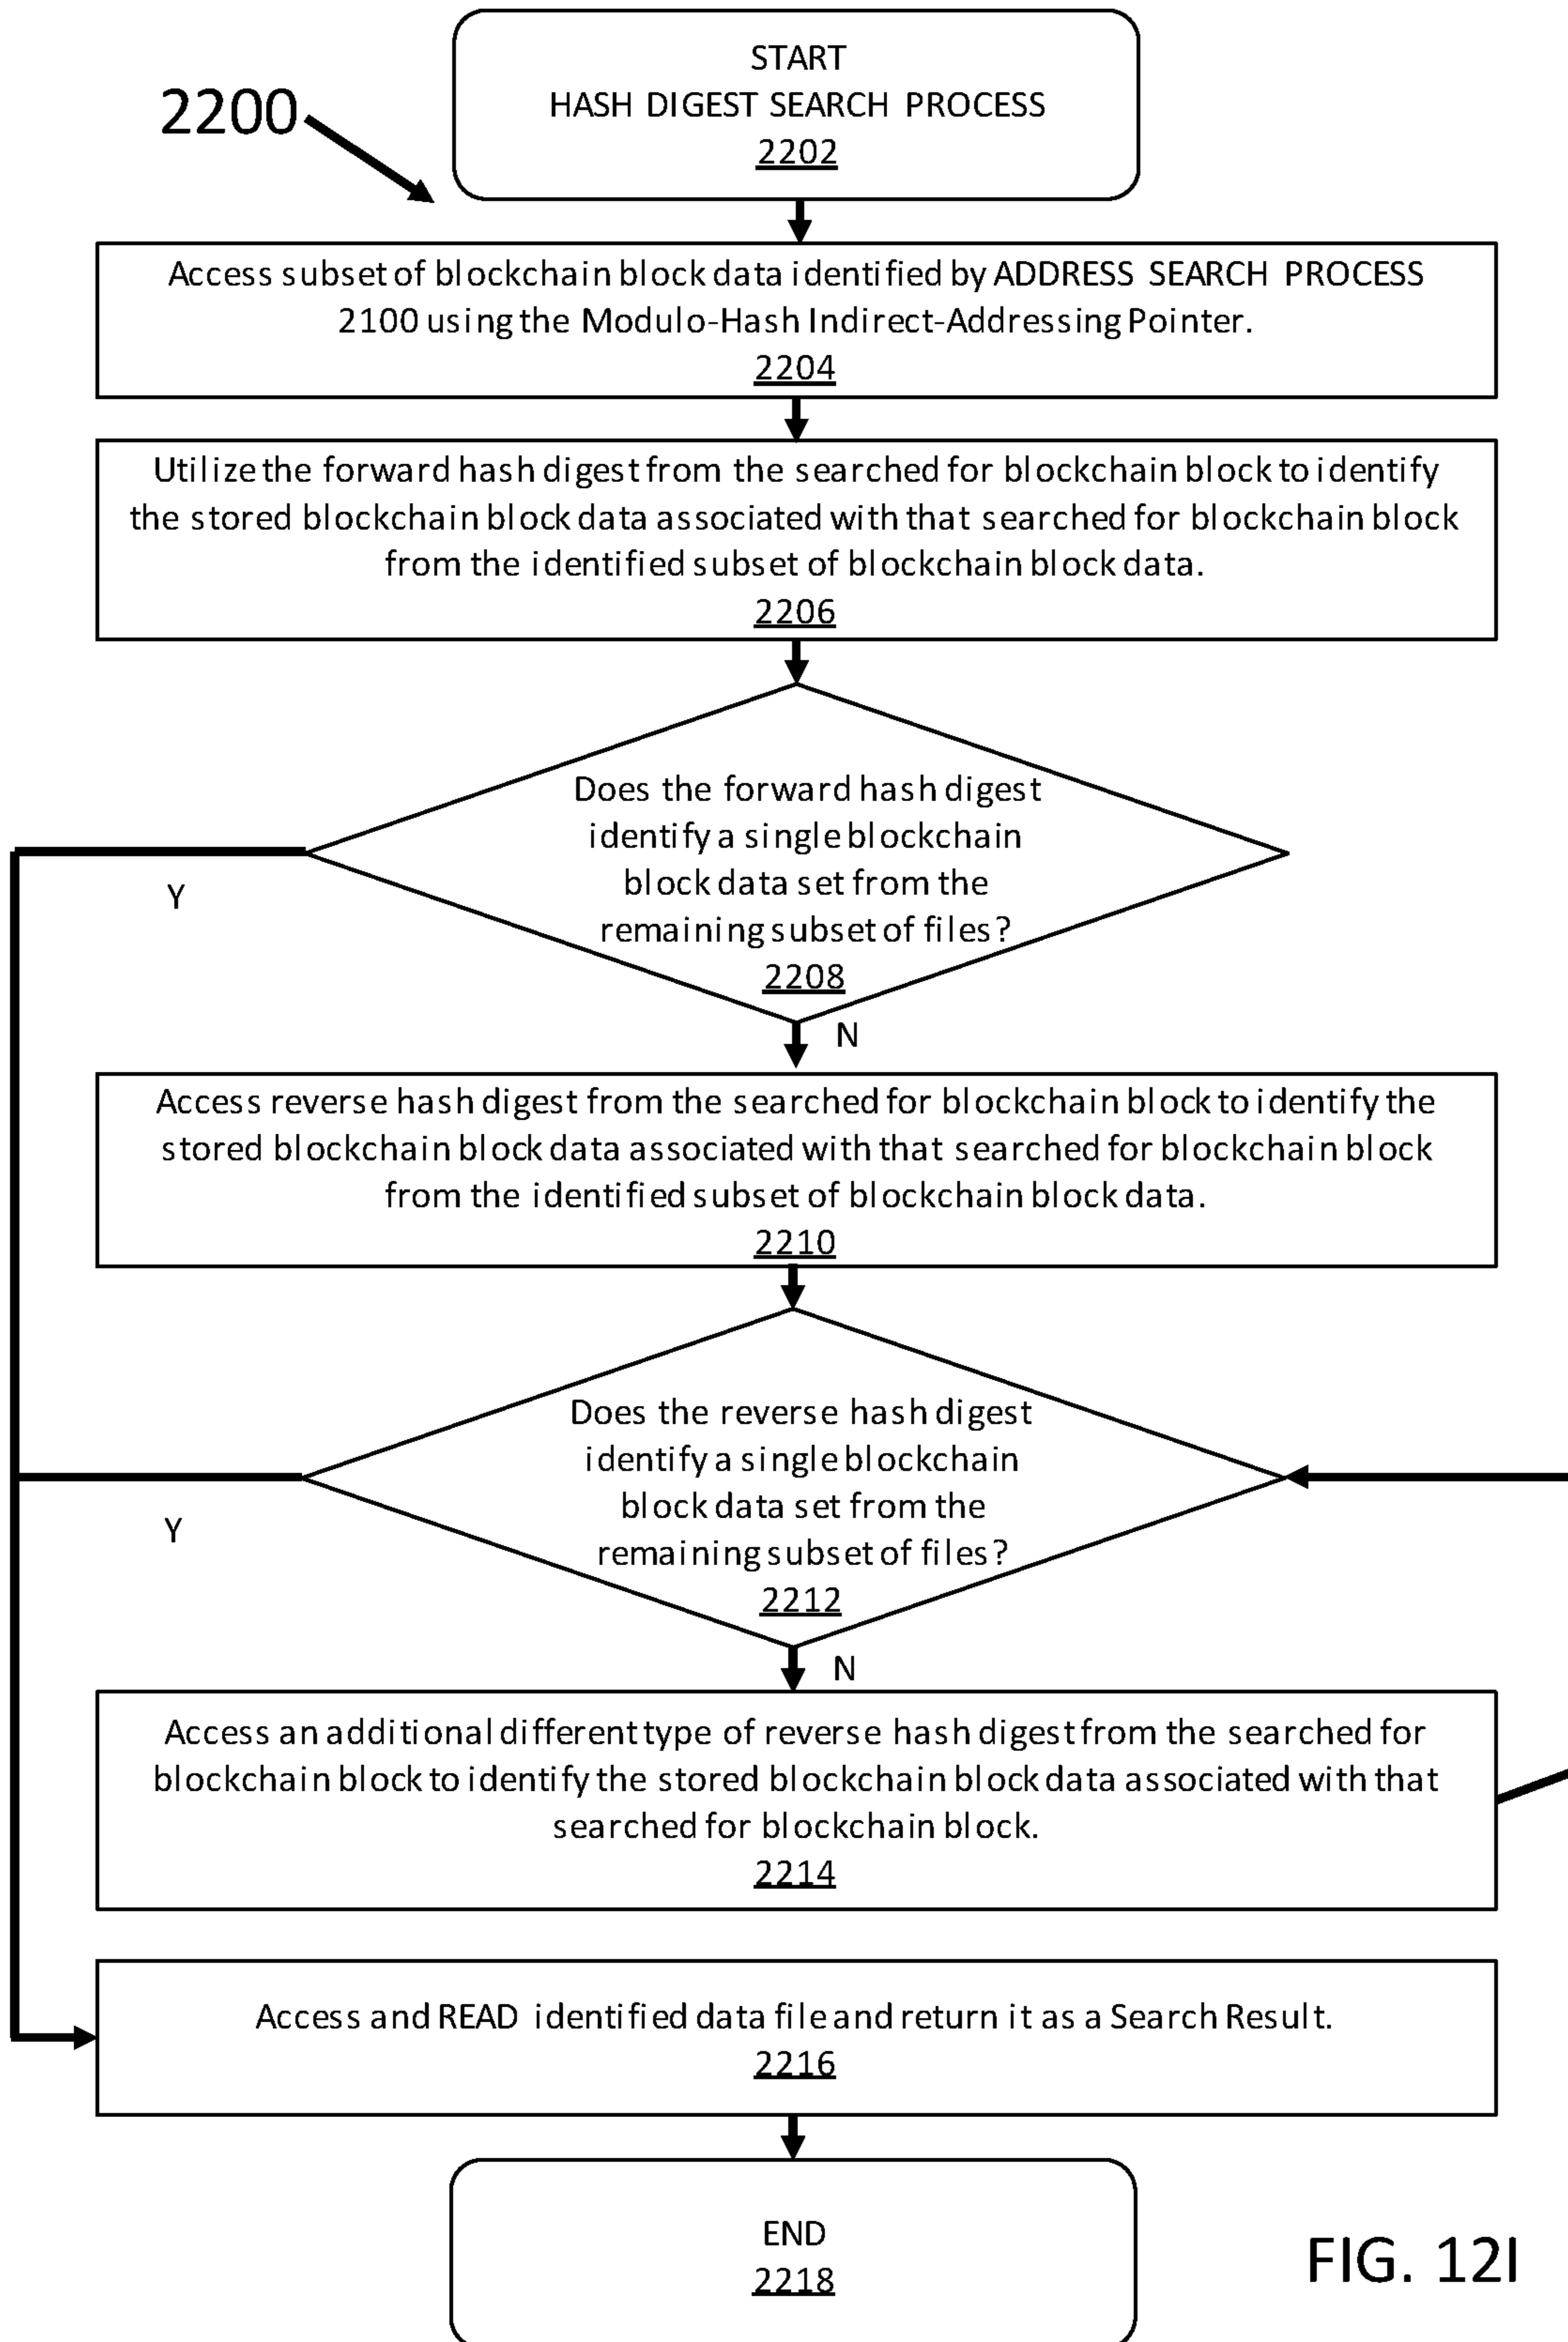 START
HASH DIGEST SEARCH PROCESS
2202
2200
Access subset of blockchain block data identified by ADDRESS SEARCH PROCESS
2100 using the Modulo-Hash Indirect-Addressing Pointer.
2204
Utilize the forward hash digest from the searched for blockchain block to identify
the stored blockchain block data associated with that searched for blockchain block
from the identified subset of blockchain block data.
2206
Does the forward hash digest
identify a single blockchain
block data set from the
remaining subset of files?
2208
Y
N
Access reverse hash digest from the searched for blockchain block to identify the
stored blockchain block data associated with that searched for blockchain block
from the identified subset of blockchain block data.
2210
Does the reverse hash digest
identify a single blockchain
block data set from the
remaining subset of files?
2212
Y
N
Access an additional different type of reverse hash digest from the searched for
blockchain block to identify the stored blockchain block data associated with that
searched for blockchain block.
2214
Access and READ identified data file and return it as a Search Result.
2216
END
2218
FIG. 12I